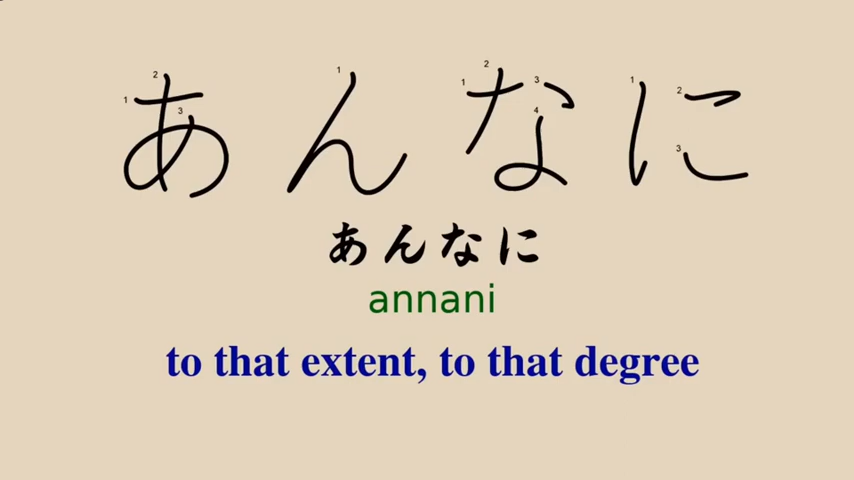 あんなに
あんなに
annani
to that extent, to that degree